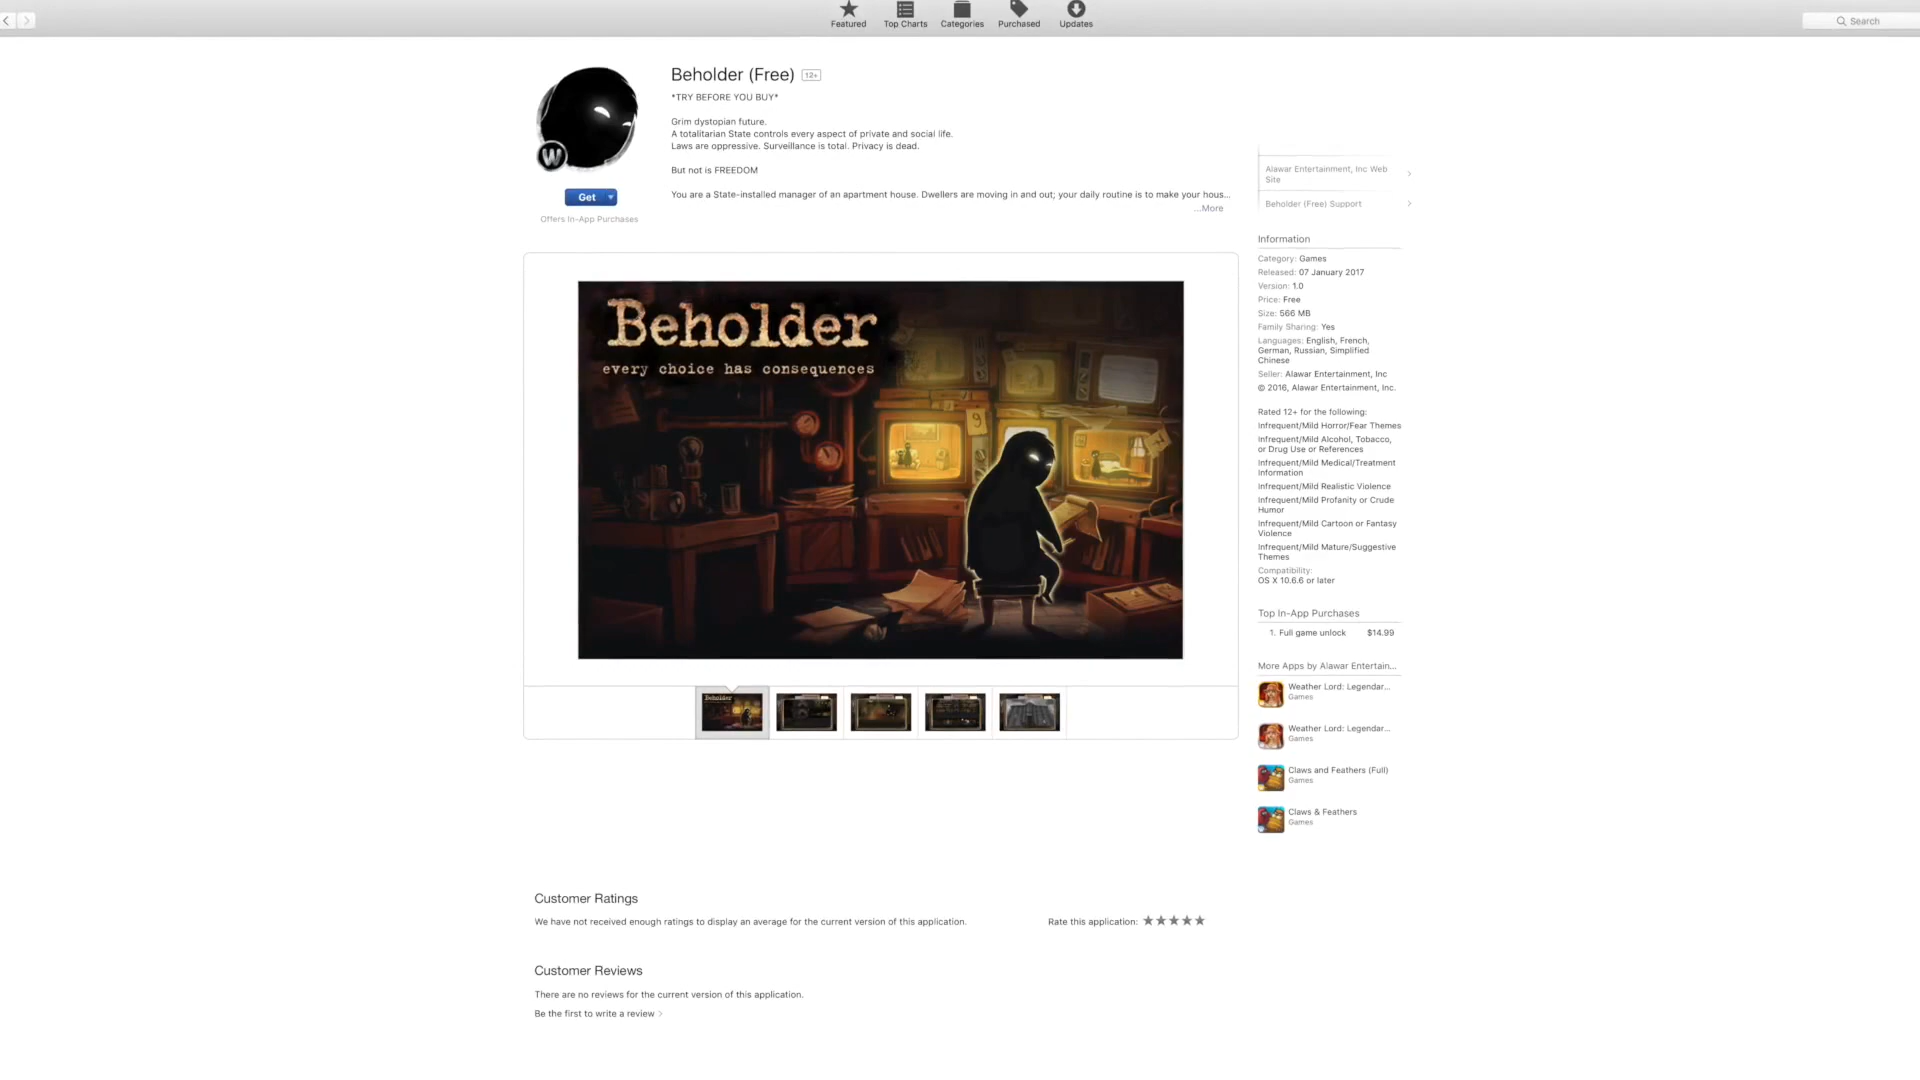 Featured
Top Charts
Categories
Purchased
Updates
Search
Beholder (Free) 12+
*TRY BEFORE YOU BUY*
Grim dystopian future.
A totalitarian State controls every aspect of private and social life.
Laws are oppressive. Surveillance is total. Privacy is dead.
But not is FREEDOM
You are a State-installed manager of an apartment house. Dwellers are moving in and out; your daily routine is to make your hous...
...More
W
Get
Offers In-App Purchases
Beholder
every choice has consequences
9
Beholder
Alawar Entertainment, Inc Web
Site
Beholder (Free) Support
Information
Category: Games
Released: 07 January 2017
Version: 1.0
Price: Free
Size: 566 MB
Family Sharing: Yes
Languages: English, French,
German, Russian, Simplified
Chinese
Seller: Alawar Entertainment, Inc
© 2016, Alawar Entertainment, Inc.
Rated 12+ for the following:
Infrequent/Mild Horror/Fear Themes
Infrequent/Mild Alcohol, Tobacco,
or Drug Use or References
Infrequent/Mild Medical/Treatment
Information
Infrequent/Mild Realistic Violence
Infrequent/Mild Profanity or Crude
Humor
Infrequent/Mild Cartoon or Fantasy
Violence
Infrequent/Mild Mature/Suggestive
Themes
Compatibility:
OS X 10.6.6 or later
Top In-App Purchases
1. Full game unlock $14.99
More Apps by Alawar Entertain...
Weather Lord: Legendar...
Games
Weather Lord: Legendar...
Games
Claws and Feathers (Full)
Games
Claws & Feathers
Games
Customer Ratings
We have not received enough ratings to display an average for the current version of this application.
Rate this application: ★★★★★
Customer Reviews
There are no reviews for the current version of this application.
Be the first to write a review